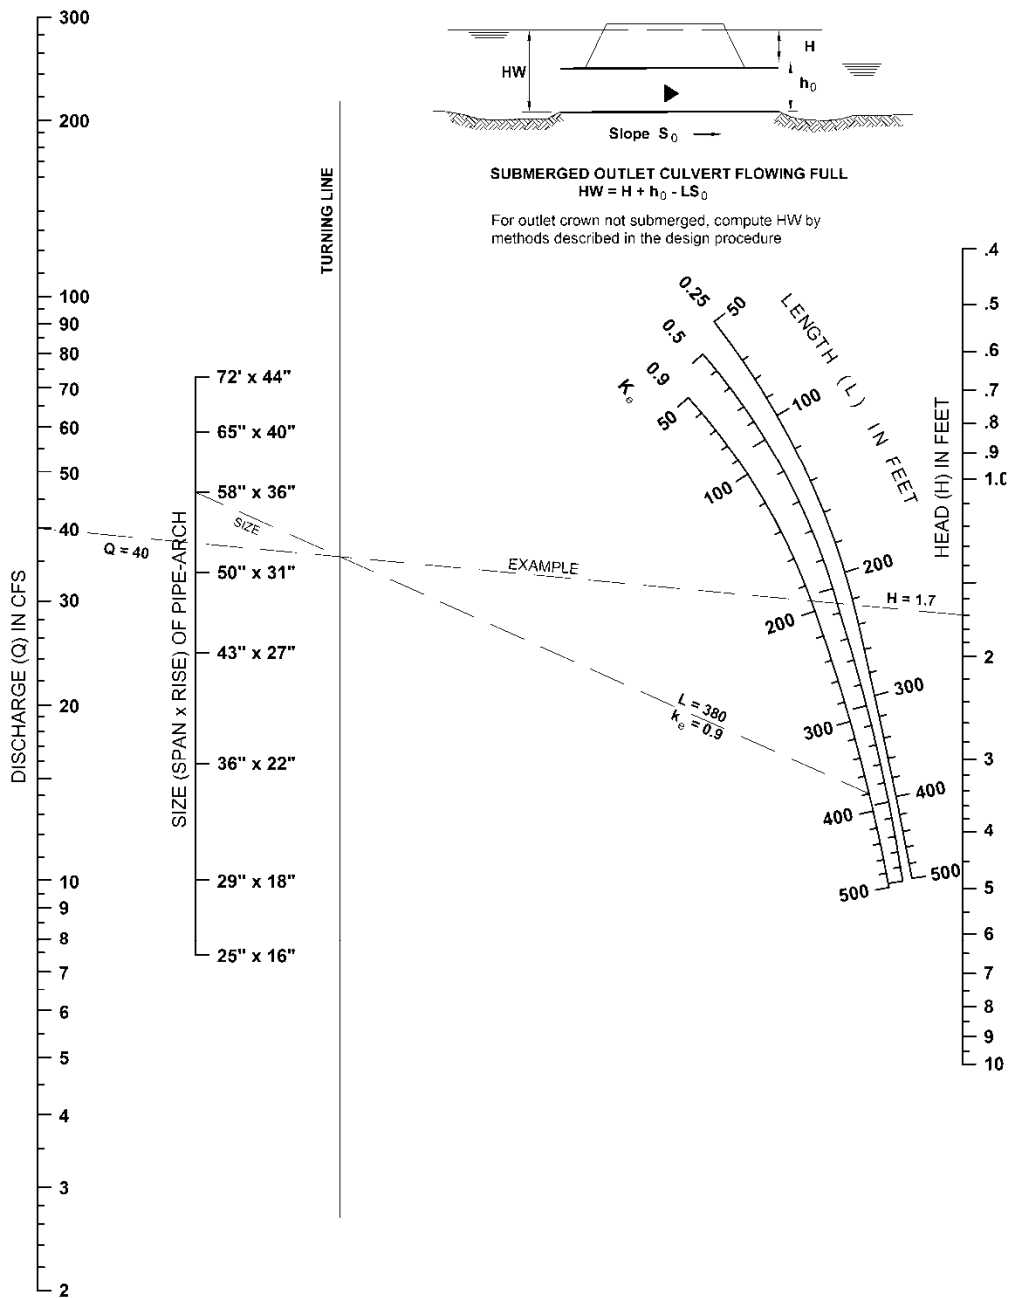 H
HW
h₀
Slope S₀
SUBMERGED OUTLET CULVERT FLOWING FULL
HW = H + h₀ - LS₀
For outlet crown not submerged, compute HW by
methods described in the design procedure
DISCHARGE (Q) IN CFS
300
200
100
90
80
70
60
50
40
30
20
10
9
8
7
6
5
4
3
2
SIZE (SPAN x RISE) OF PIPE-ARCH
72' x 44"
65" x 40"
58" x 36"
50" x 31"
43" x 27"
36" x 22"
29" x 18"
25" x 16"
TURNING LINE
SIZE
Q = 40
EXAMPLE
H = 1.7
L = 380
kₑ = 0.9
Kₑ
0.25
0.5
0.9
LENGTH (L) IN FEET
50
100
200
300
400
500
50
100
200
300
400
500
HEAD (H) IN FEET
.4
.5
.6
.7
.8
.9
1.0
2
3
4
5
6
7
8
9
10